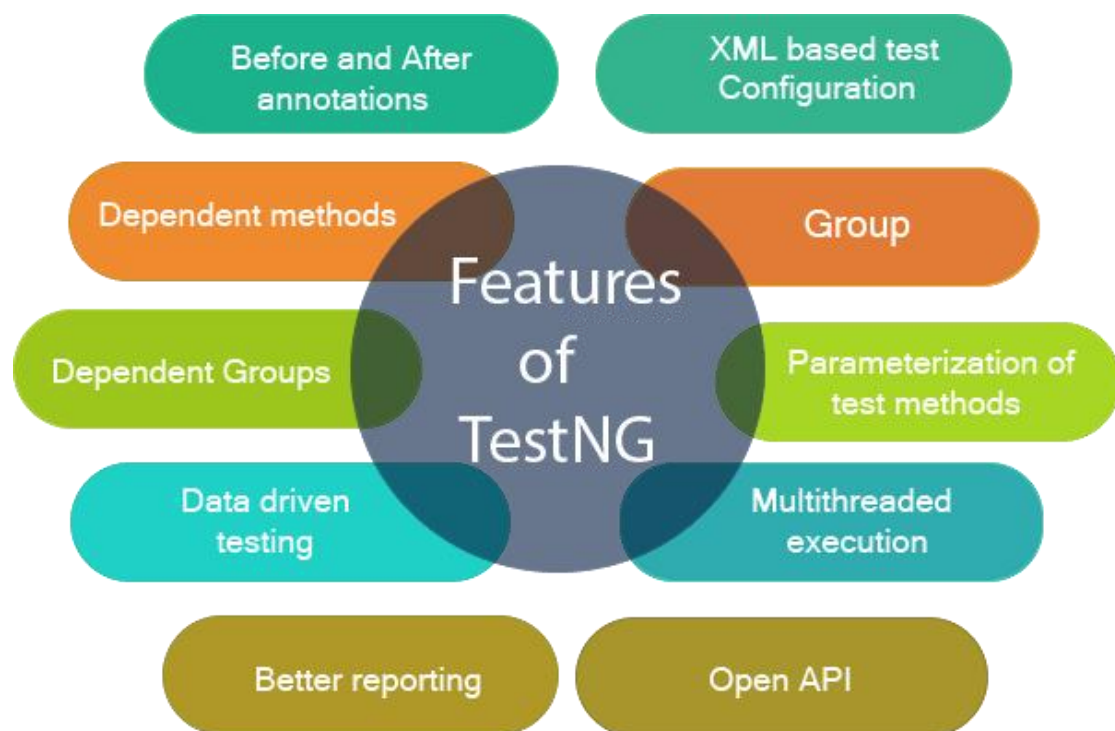 Before and After
annotations
XML based test
Configuration
Dependent methods
Group
Features
of
TestNG
Dependent Groups
Parameterization of
test methods
Data driven
testing
Multithreaded
execution
Better reporting
Open API